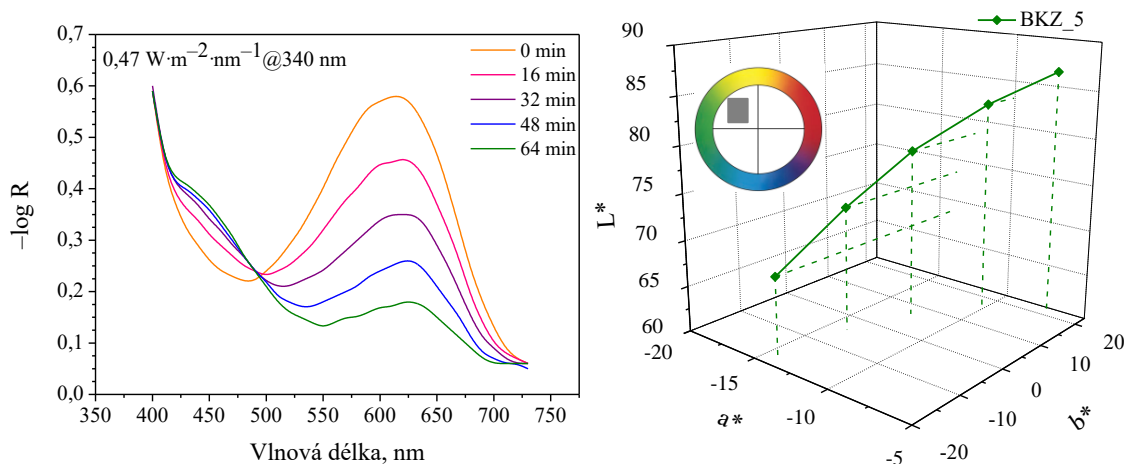 0,7
0,6
0,5
0,4
0,3
0,2
0,1
0,0
–log R
0,47 W·m⁻²·nm⁻¹@340 nm
0 min
16 min
32 min
48 min
64 min
350 400 450 500 550 600 650 700 750
Vlnová délka, nm
BKZ_5
90
85
80
75
70
65
60
L*
-20
-15
-10
-5
a*
-20
-10
0
10
20
b*